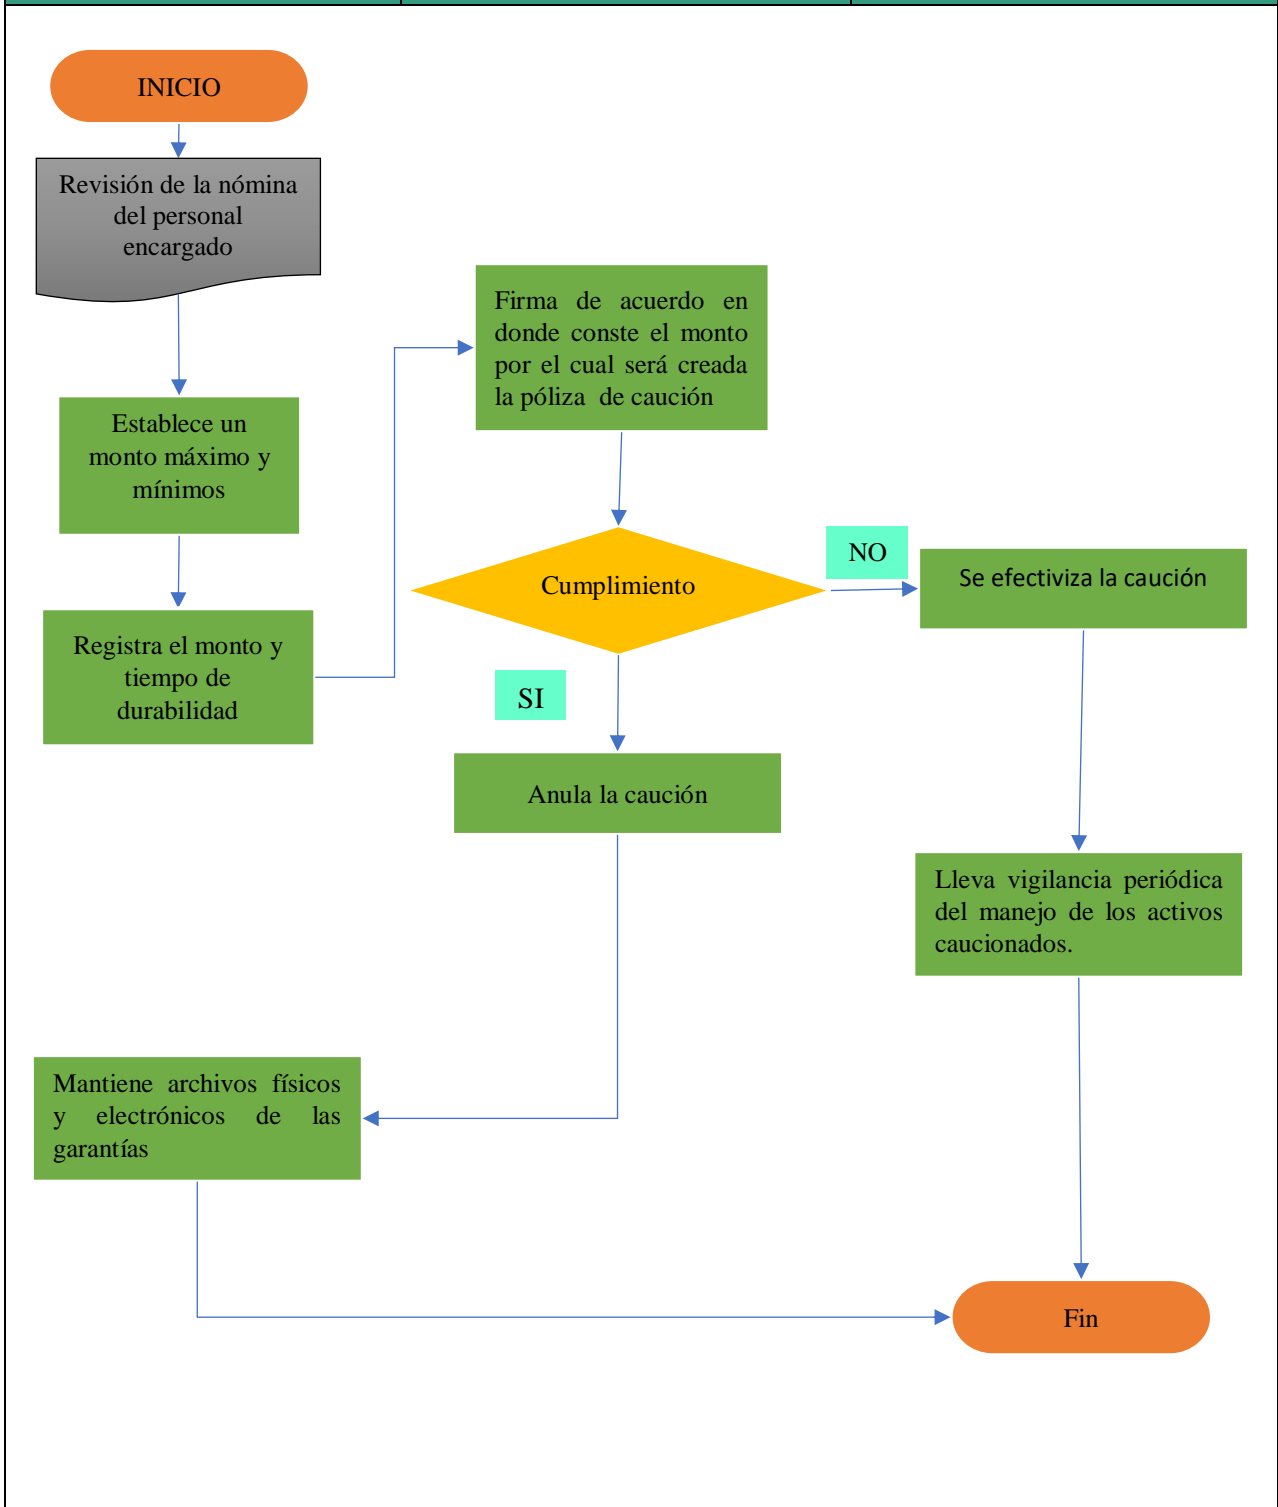 INICIO
Revisión de la nómina
del personal
encargado
Establece un
monto máximo y
mínimos
Registra el monto y
tiempo de
durabilidad
Firma de acuerdo en
donde conste el monto
por el cual será creada
la póliza de caución
Cumplimiento
NO
Se efectiviza la caución
SI
Anula la caución
Lleva vigilancia periódica
del manejo de los activos
caucionados.
Mantiene archivos físicos
y electrónicos de las
garantías
Fin